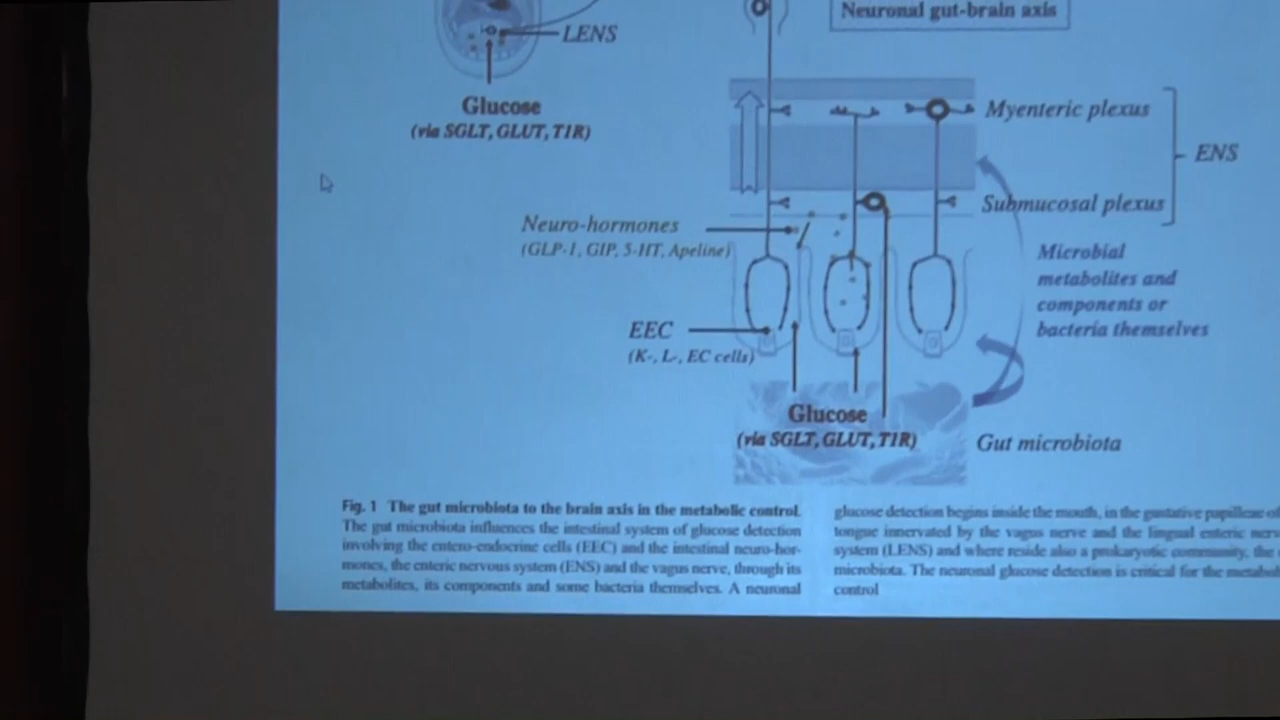 Neuronal gut-brain axis
LENS
Glucose
(via SGLT, GLUT, T1R)
Myenteric plexus
ENS
Submucosal plexus
Neuro-hormones
(GLP-1, GIP, 5-HT, Apeline)
Microbial
metabolites and
components or
bacteria themselves
EEC
(K-, L-, EC cells)
Glucose
(via SGLT, GLUT, T1R)
Gut microbiota
Fig. 1 The gut microbiota to the brain axis in the metabolic control.
The gut microbiota influences the intestinal system of glucose detection
involving the entero-endocrine cells (EEC) and the intestinal neuro-hor-
mones, the enteric nervous system (ENS) and the vagus nerve, through its
metabolites, its components and some bacteria themselves. A neuronal
glucose detection begins inside the mouth, in the gustative papilleae of
tongue innervated by the vagus nerve and the lingual enteric
system (LENS) and where reside also a prokaryotic community, the
microbiota. The neuronal glucose detection is critical for the
control